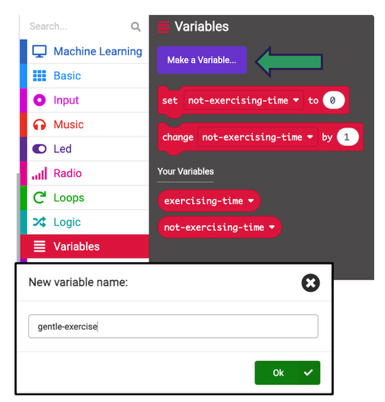 Search...
Variables
Machine Learning
Make a Variable...
Basic
Input
set not-exercising-time to 0
Music
change not-exercising-time by 1
Led
Radio
Your Variables
Loops
exercising-time
Logic
not-exercising-time
Variables
New variable name:
gentle-exercise
Ok